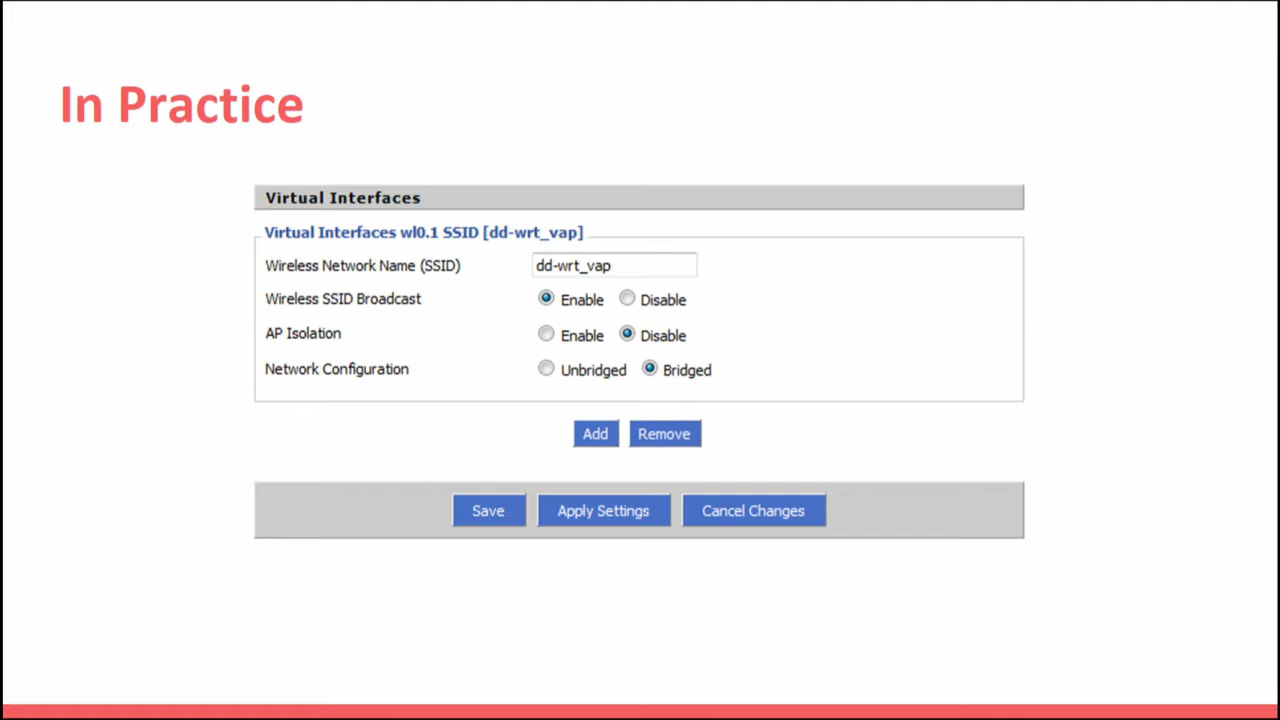 In Practice
Virtual Interfaces
Virtual Interfaces wl0.1 SSID [dd-wrt_vap]
Wireless Network Name (SSID) dd-wrt_vap
Wireless SSID Broadcast Enable Disable
AP Isolation Enable Disable
Network Configuration Unbridged Bridged
Add Remove
Save Apply Settings Cancel Changes